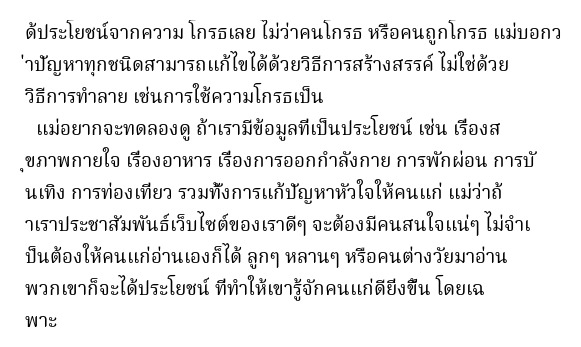 ด้ประโยชน์จากความ โกรธเลย ไม่ว่าคนโกรธ หรือคนถูกโกรธ แม่บอกว
่าปัญหาทุกชนิดสามารถแก้ไขได้ด้วยวิธีการสร้างสรรค์ ไม่ใช่ด้วย
วิธีการทำลาย เช่นการใช้ความโกรธเป็น
แม่อยากจะทดลองดู ถ้าเรามีข้อมูลที่เป็นประโยชน์ เช่น เรื่องส
ุขภาพกายใจ เรื่องอาหาร เรื่องการออกกำลังกาย การพักผ่อน การบั
นเทิง การท่องเที่ยว รวมทั้งการแก้ปัญหาหัวใจให้คนแก่ แม่ว่าถ้
าเราประชาสัมพันธ์เว็บไซต์ของเราดีๆ จะต้องมีคนสนใจแน่ๆ ไม่จำเ
ป็นต้องให้คนแก่อ่านเองก็ได้ ลูกๆ หลานๆ หรือคนต่างวัยมาอ่าน
พวกเขาก็จะได้ประโยชน์ ที่ทำให้เขารู้จักคนแก่ดียิ่งขึ้น โดยเฉ
พาะ